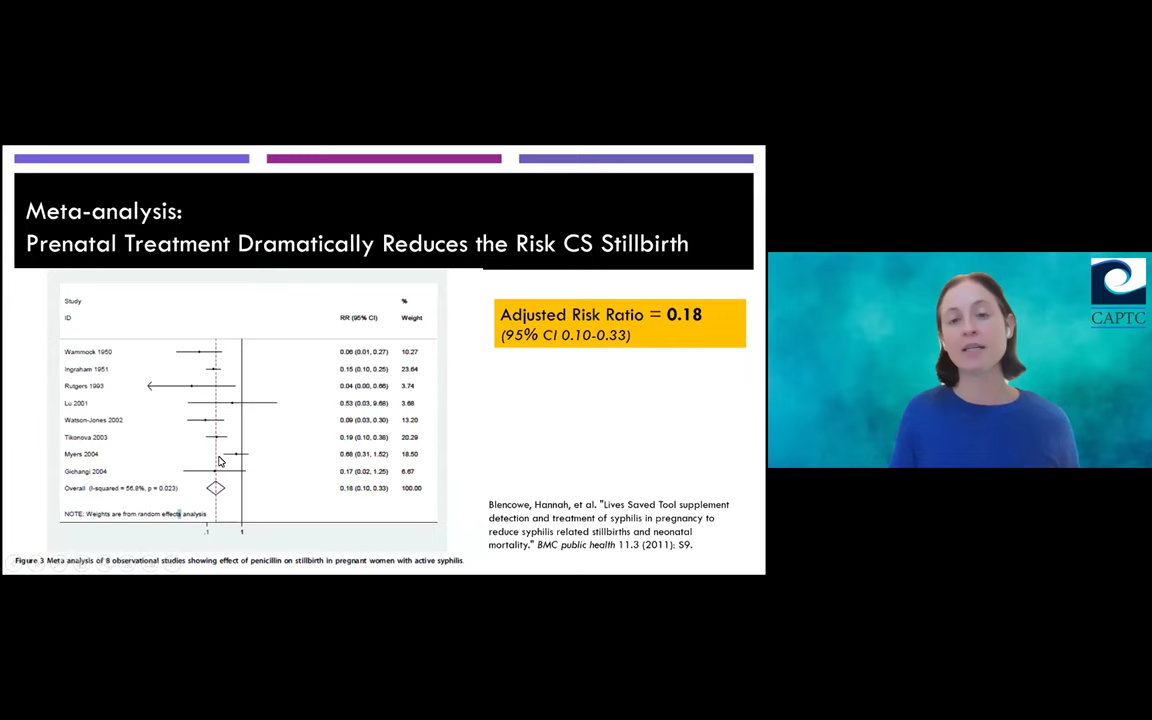 Meta-analysis:
Prenatal Treatment Dramatically Reduces the Risk CS Stillbirth
Study %
ID RR (95% CI) Weight
Wammock 1950 0.06 (0.01, 0.27) 10.27
Ingraham 1951 0.15 (0.10, 0.25) 23.64
Rutgers 1993 0.04 (0.00, 0.66) 3.74
Lu 2001 0.53 (0.03, 9.68) 3.68
Watson-Jones 2002 0.09 (0.03, 0.30) 13.20
Tikonova 2003 0.19 (0.10, 0.38) 20.29
Myers 2004 0.68 (0.31, 1.52) 18.50
Gichangi 2004 0.17 (0.02, 1.25) 6.67
Overall (I-squared = 56.8%, p = 0.023) 0.18 (0.10, 0.33) 100.00
NOTE: Weights are from random effects analysis
.1 1
Figure 3 Meta analysis of 8 observational studies showing effect of penicillin on stillbirth in pregnant women with active syphilis.
Adjusted Risk Ratio = 0.18
(95% CI 0.10-0.33)
Blencowe, Hannah, et al. "Lives Saved Tool supplement
detection and treatment of syphilis in pregnancy to
reduce syphilis related stillbirths and neonatal
mortality." BMC public health 11.3 (2011): S9.
CAPTC